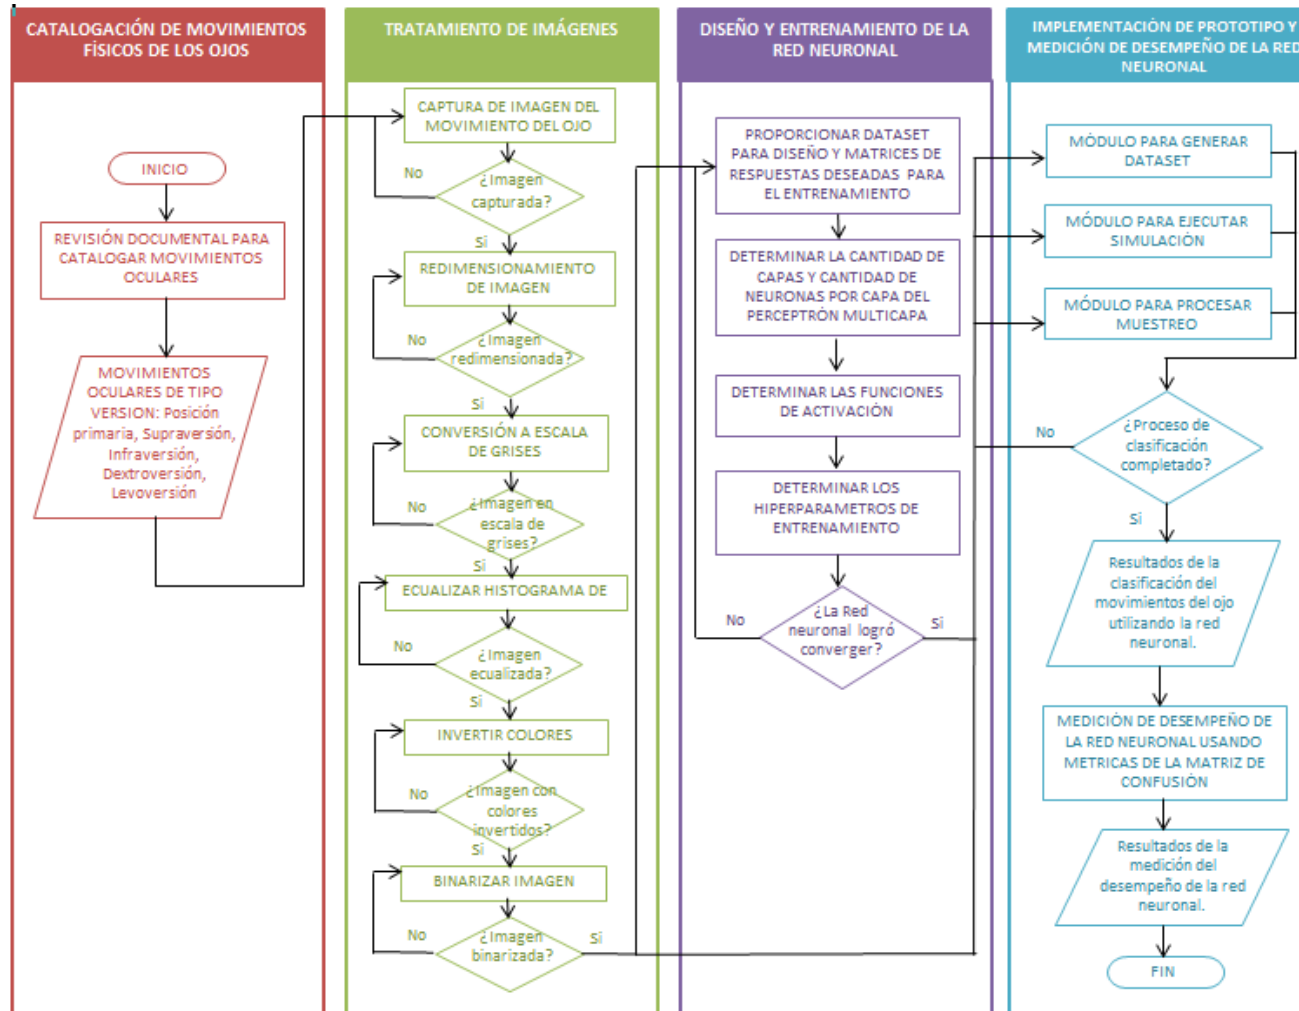 CATALOGACIÓN DE MOVIMIENTOS
FÍSICOS DE LOS OJOS
INICIO
REVISIÓN DOCUMENTAL PARA
CATALOGAR MOVIMIENTOS
OCULARES
MOVIMIENTOS
OCULARES DE TIPO
VERSION: Posición
primaria, Supraversión,
Infraversión,
Dextroversión,
Levoversión
TRATAMIENTO DE IMÁGENES
CAPTURA DE IMAGEN DEL
MOVIMIENTO DEL OJO
No
¿Imagen
capturada?
Si
REDIMENSIONAMIENTO
DE IMAGEN
No
¿Imagen
redimensionada?
Si
CONVERSIÓN A ESCALA
DE GRISES
No
¿Imagen en
escala de
grises?
Si
ECUALIZAR HISTOGRAMA DE
No
¿Imagen
ecualizada?
Si
INVERTIR COLORES
No
¿Imagen con
colores
invertidos?
Si
BINARIZAR IMAGEN
No
¿Imagen
binarizada?
Si
DISEÑO Y ENTRENAMIENTO DE LA
RED NEURONAL
PROPORCIONAR DATASET
PARA DISEÑO Y MATRICES DE
RESPUESTAS DESEADAS PARA
EL ENTRENAMIENTO
DETERMINAR LA CANTIDAD DE
CAPAS Y CANTIDAD DE
NEURONAS POR CAPA DEL
PERCEPTRÓN MULTICAPA
DETERMINAR LAS FUNCIONES
DE ACTIVACIÓN
DETERMINAR LOS
HIPERPARAMETROS DE
ENTRENAMIENTO
No
¿La Red
neuronal logró
converger?
Si
IMPLEMENTACIÓN DE PROTOTIPO Y
MEDICIÓN DE DESEMPEÑO DE LA RED
NEURONAL
MÓDULO PARA GENERAR
DATASET
MÓDULO PARA EJECUTAR
SIMULACIÓN
MÓDULO PARA PROCESAR
MUESTREO
No
¿Proceso de
clasificación
completado?
Si
Resultados de la
clasificación del
movimientos del ojo
utilizando la red
neuronal.
MEDICIÓN DE DESEMPEÑO DE
LA RED NEURONAL USANDO
METRICAS DE LA MATRIZ DE
CONFUSIÓN
Resultados de la
medición del
desempeño de la red
neuronal.
FIN